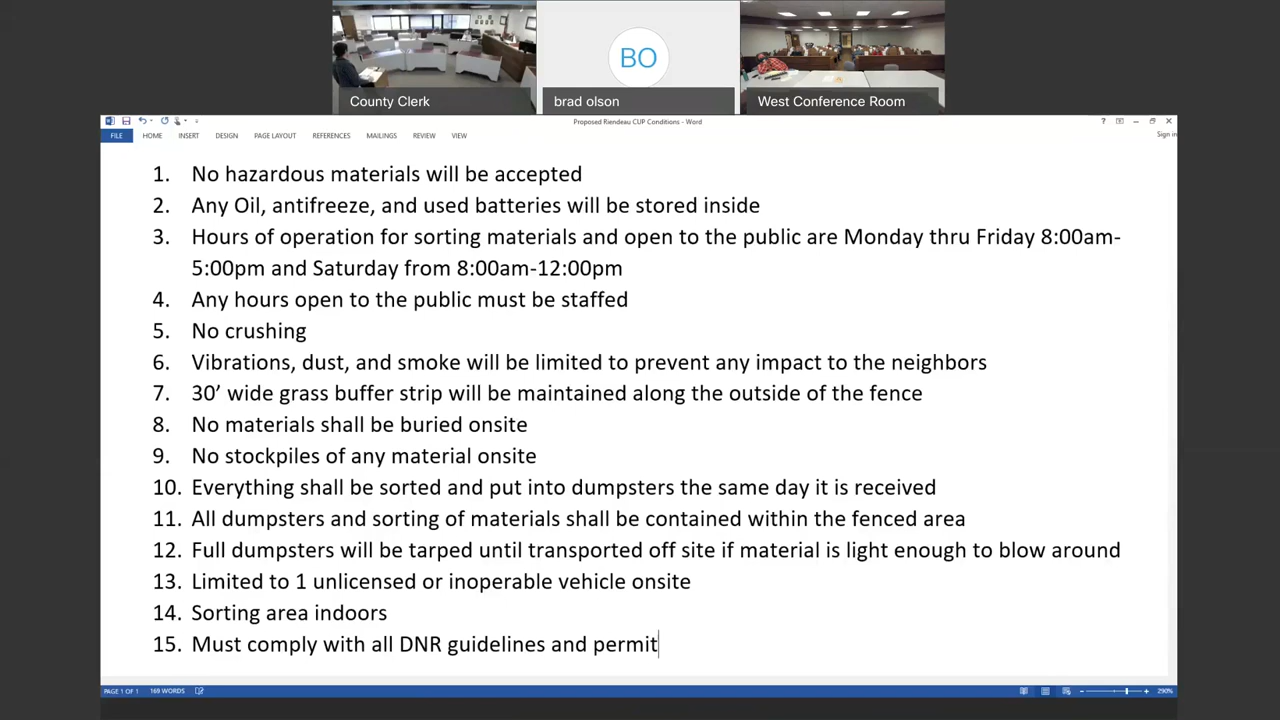 BO
County Clerk
brad olson
West Conference Room
Proposed Riendeau CUP Conditions - Word
?
Sign in
FILE HOME INSERT DESIGN PAGE LAYOUT REFERENCES MAILINGS REVIEW VIEW
1. No hazardous materials will be accepted
2. Any Oil, antifreeze, and used batteries will be stored inside
3. Hours of operation for sorting materials and open to the public are Monday thru Friday 8:00am-
5:00pm and Saturday from 8:00am-12:00pm
4. Any hours open to the public must be staffed
5. No crushing
6. Vibrations, dust, and smoke will be limited to prevent any impact to the neighbors
7. 30’ wide grass buffer strip will be maintained along the outside of the fence
8. No materials shall be buried onsite
9. No stockpiles of any material onsite
10. Everything shall be sorted and put into dumpsters the same day it is received
11. All dumpsters and sorting of materials shall be contained within the fenced area
12. Full dumpsters will be tarped until transported off site if material is light enough to blow around
13. Limited to 1 unlicensed or inoperable vehicle onsite
14. Sorting area indoors
15. Must comply with all DNR guidelines and permit
PAGE 1 OF 1 169 WORDS 290%